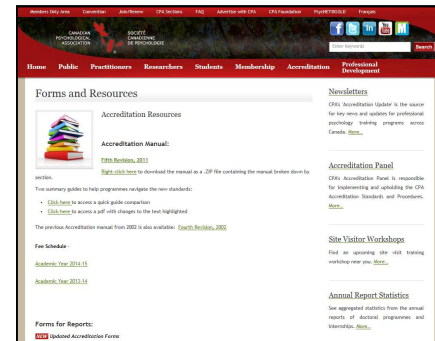 Members Only Area Convention Join/Renew CPA Sections FAQ Advertise with CPA CPA Foundation PsycNETGOLD Français
CANADIAN PSYCHOLOGICAL ASSOCIATION
SOCIÉTÉ CANADIENNE DE PSYCHOLOGIE
Enter Keywords Search
Home Public Practitioners Researchers Students Membership Accreditation Professional Development
Forms and Resources
Accreditation Resources
Accreditation Manual:
Fifth Revision, 2011
Right-click here to download the manual as a .ZIP file containing the manual broken down by
section.
Two summary guides to help programmes navigate the new standards:
Click here to access a quick guide comparison
Click here to access a pdf with changes to the text highlighted
The previous Accreditation manual from 2002 is also available: Fourth Revision, 2002
Fee Schedule -
Academic Year 2014-15
Academic Year 2013-14
Forms for Reports:
NEW Updated Accreditation Forms
Newsletters
CPA's 'Accreditation Update' is the source
for key news and updates for professional
psychology training programs across
Canada. More...
Accreditation Panel
CPA's Accreditation Panel is responsible
for implementing and upholding the CPA
Accreditation Standards and Procedures.
More...
Site Visitor Workshops
Find an upcoming site visit training
workshop near you. More...
Annual Report Statistics
See aggregated statistics from the annual
reports of doctoral programmes and
internships. More...